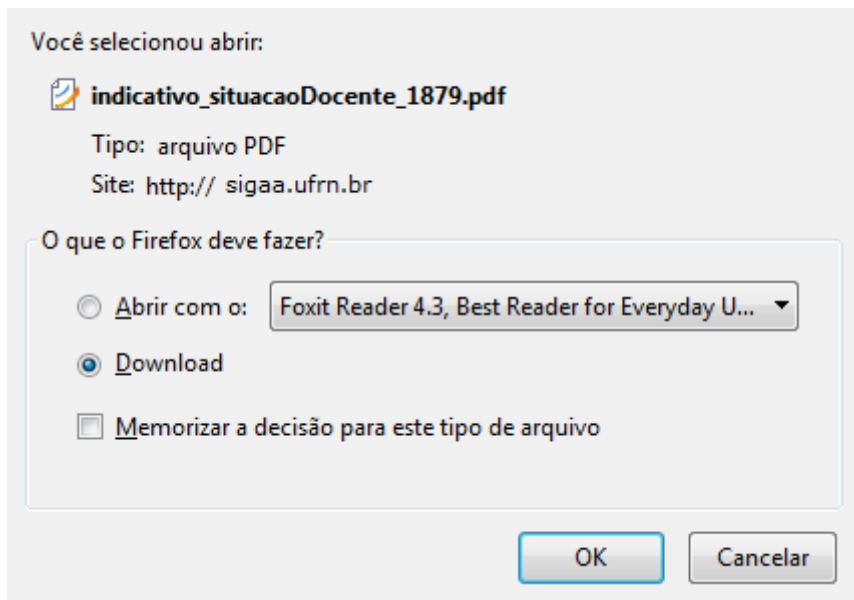 Você selecionou abrir:
indicativo_situacaoDocente_1879.pdf
Tipo: arquivo PDF
Site: http:// sigaa.ufrn.br
O que o Firefox deve fazer?
Abrir com o: Foxit Reader 4.3, Best Reader for Everyday U...
Download
Memorizar a decisão para este tipo de arquivo
OK Cancelar